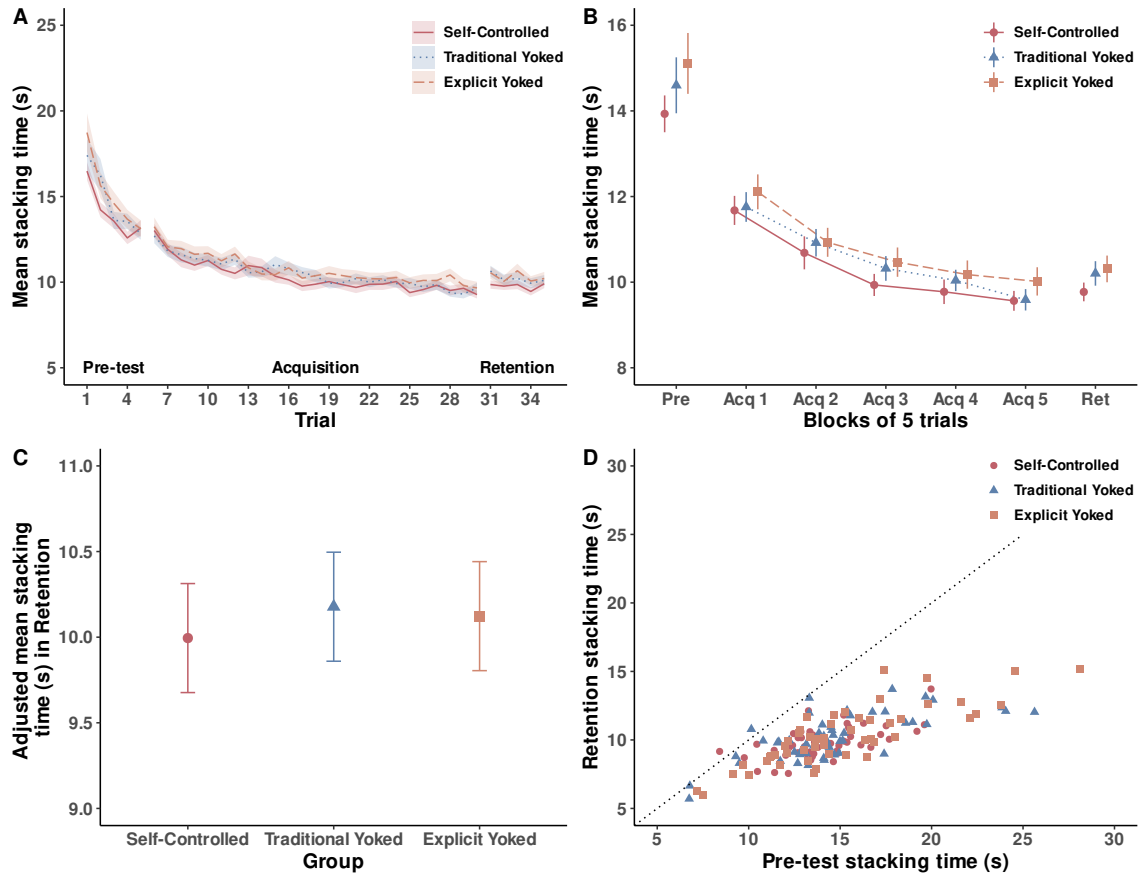 A
25
20
15
10
5
Mean stacking time (s)
Self-Controlled
Traditional Yoked
Explicit Yoked
Pre-test
Acquisition
Retention
1 4 7 10 13 16 19 22 25 28 31 34
Trial
B
16
14
12
10
8
Mean stacking time (s)
Self-Controlled
Traditional Yoked
Explicit Yoked
Pre Acq 1 Acq 2 Acq 3 Acq 4 Acq 5 Ret
Blocks of 5 trials
C
11.0
10.5
10.0
9.5
9.0
Adjusted mean stacking
time (s) in Retention
Self-Controlled Traditional Yoked Explicit Yoked
Group
D
30
25
20
15
10
5
Retention stacking time (s)
Self-Controlled
Traditional Yoked
Explicit Yoked
5 10 15 20 25 30
Pre-test stacking time (s)